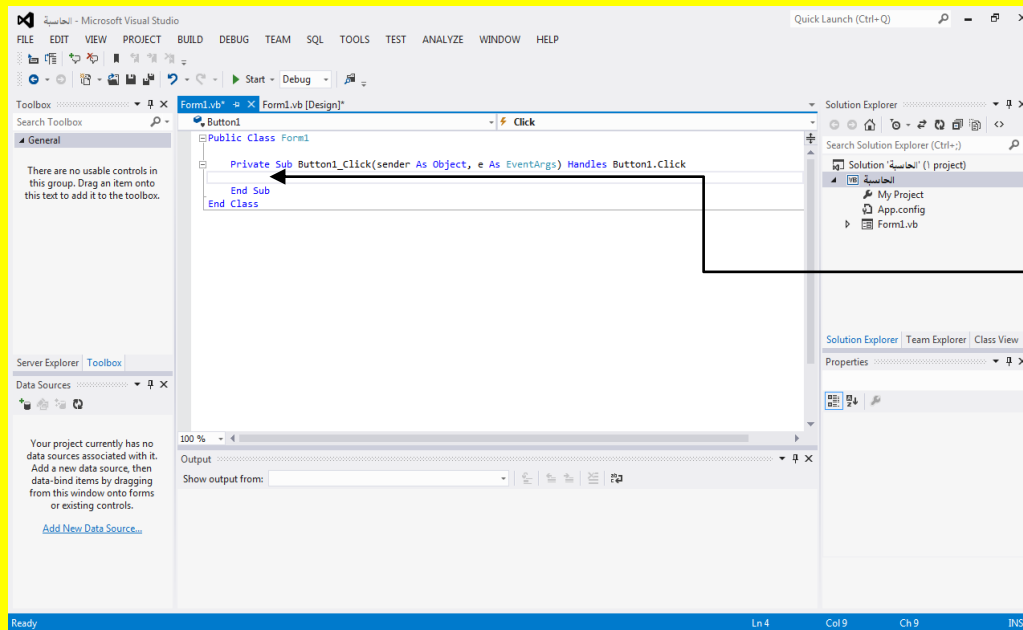 الحاسبة - Microsoft Visual Studio
Quick Launch (Ctrl+Q)
FILE EDIT VIEW PROJECT BUILD DEBUG TEAM SQL TOOLS TEST ANALYZE WINDOW HELP
Start Debug
Toolbox
Search Toolbox
General
There are no usable controls in
this group. Drag an item onto
this text to add it to the toolbox.
Server Explorer Toolbox
Data Sources
Your project currently has no
data sources associated with it.
Add a new data source, then
data-bind items by dragging
from this window onto forms
or existing controls.
Add New Data Source...
Form1.vb* Form1.vb [Design]*
Button1 Click
Public Class Form1
Private Sub Button1_Click(sender As Object, e As EventArgs) Handles Button1.Click
End Sub
End Class
100 %
Output
Show output from:
Solution Explorer
Search Solution Explorer (Ctrl+;)
Solution 'الحاسبة' (1 project)
VB الحاسبة
My Project
App.config
Form1.vb
Solution Explorer Team Explorer Class View
Properties
Ready Ln 4 Col 9 Ch 9 INS